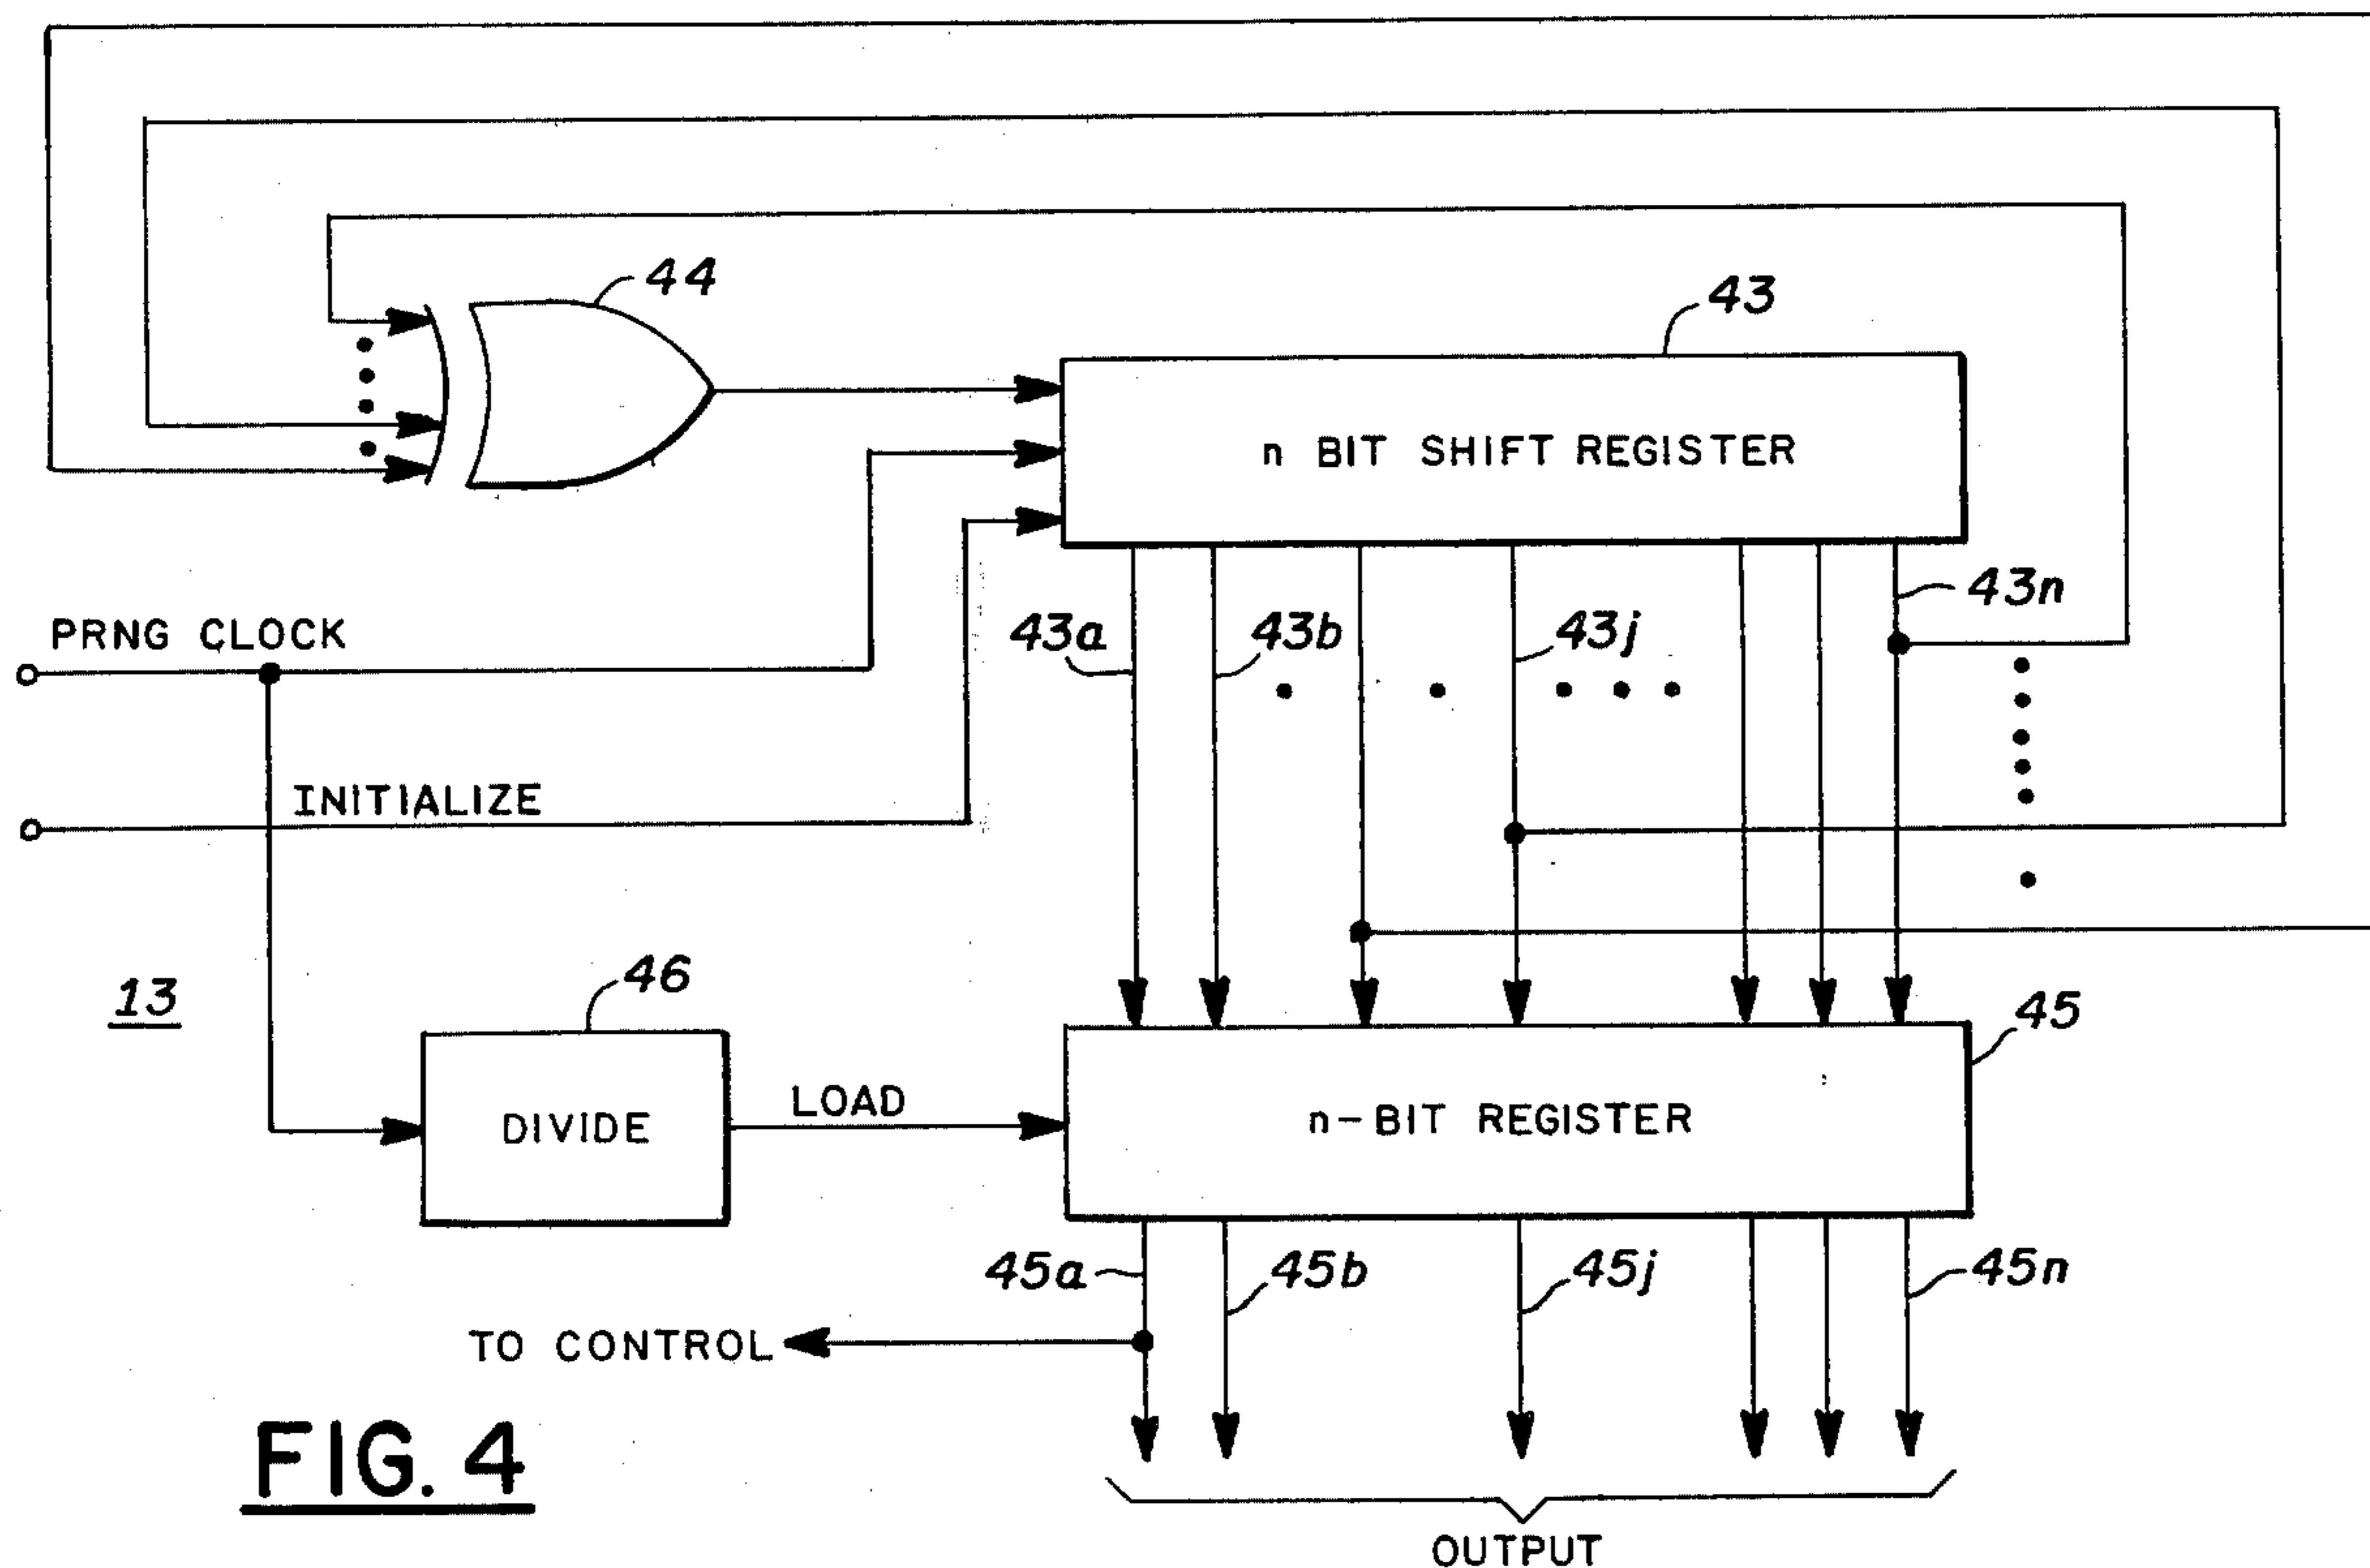 44
43
n BIT SHIFT REGISTER
43n
PRNG CLOCK
43a
43b
43j
INITIALIZE
13
46
45
DIVIDE
LOAD
n-BIT REGISTER
45a
45b
45j
45n
TO CONTROL
FIG. 4
OUTPUT